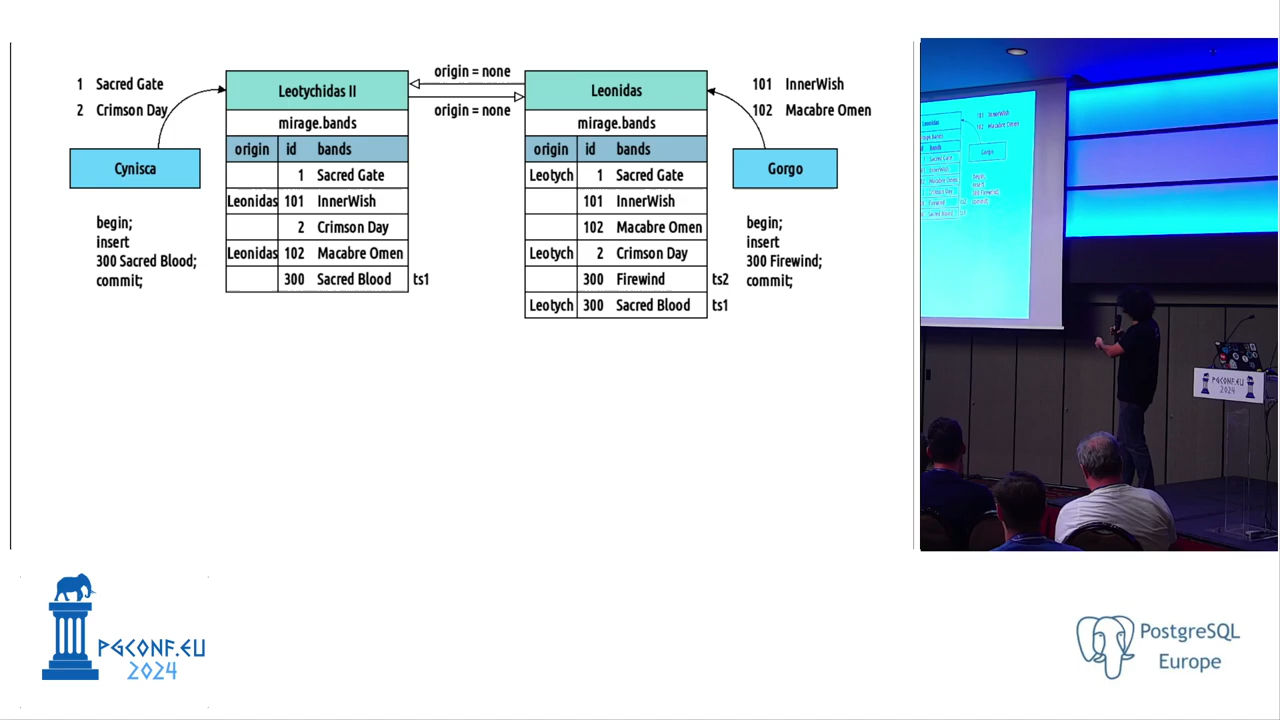 1 Sacred Gate
2 Crimson Day
Cynisca
begin;
insert
300 Sacred Blood;
commit;
Leotychidas II
mirage.bands
origin id bands
1 Sacred Gate
Leonidas 101 InnerWish
2 Crimson Day
Leonidas 102 Macabre Omen
300 Sacred Blood ts1
origin = none
origin = none
Leonidas
mirage.bands
origin id bands
Leotych 1 Sacred Gate
101 InnerWish
102 Macabre Omen
Leotych 2 Crimson Day
300 Firewind ts2
Leotych 300 Sacred Blood ts1
101 InnerWish
102 Macabre Omen
Gorgo
begin;
insert
300 Firewind;
commit;
PGCONF.EU
2024
PGCONF.EU
2024
PostgreSQL
Europe